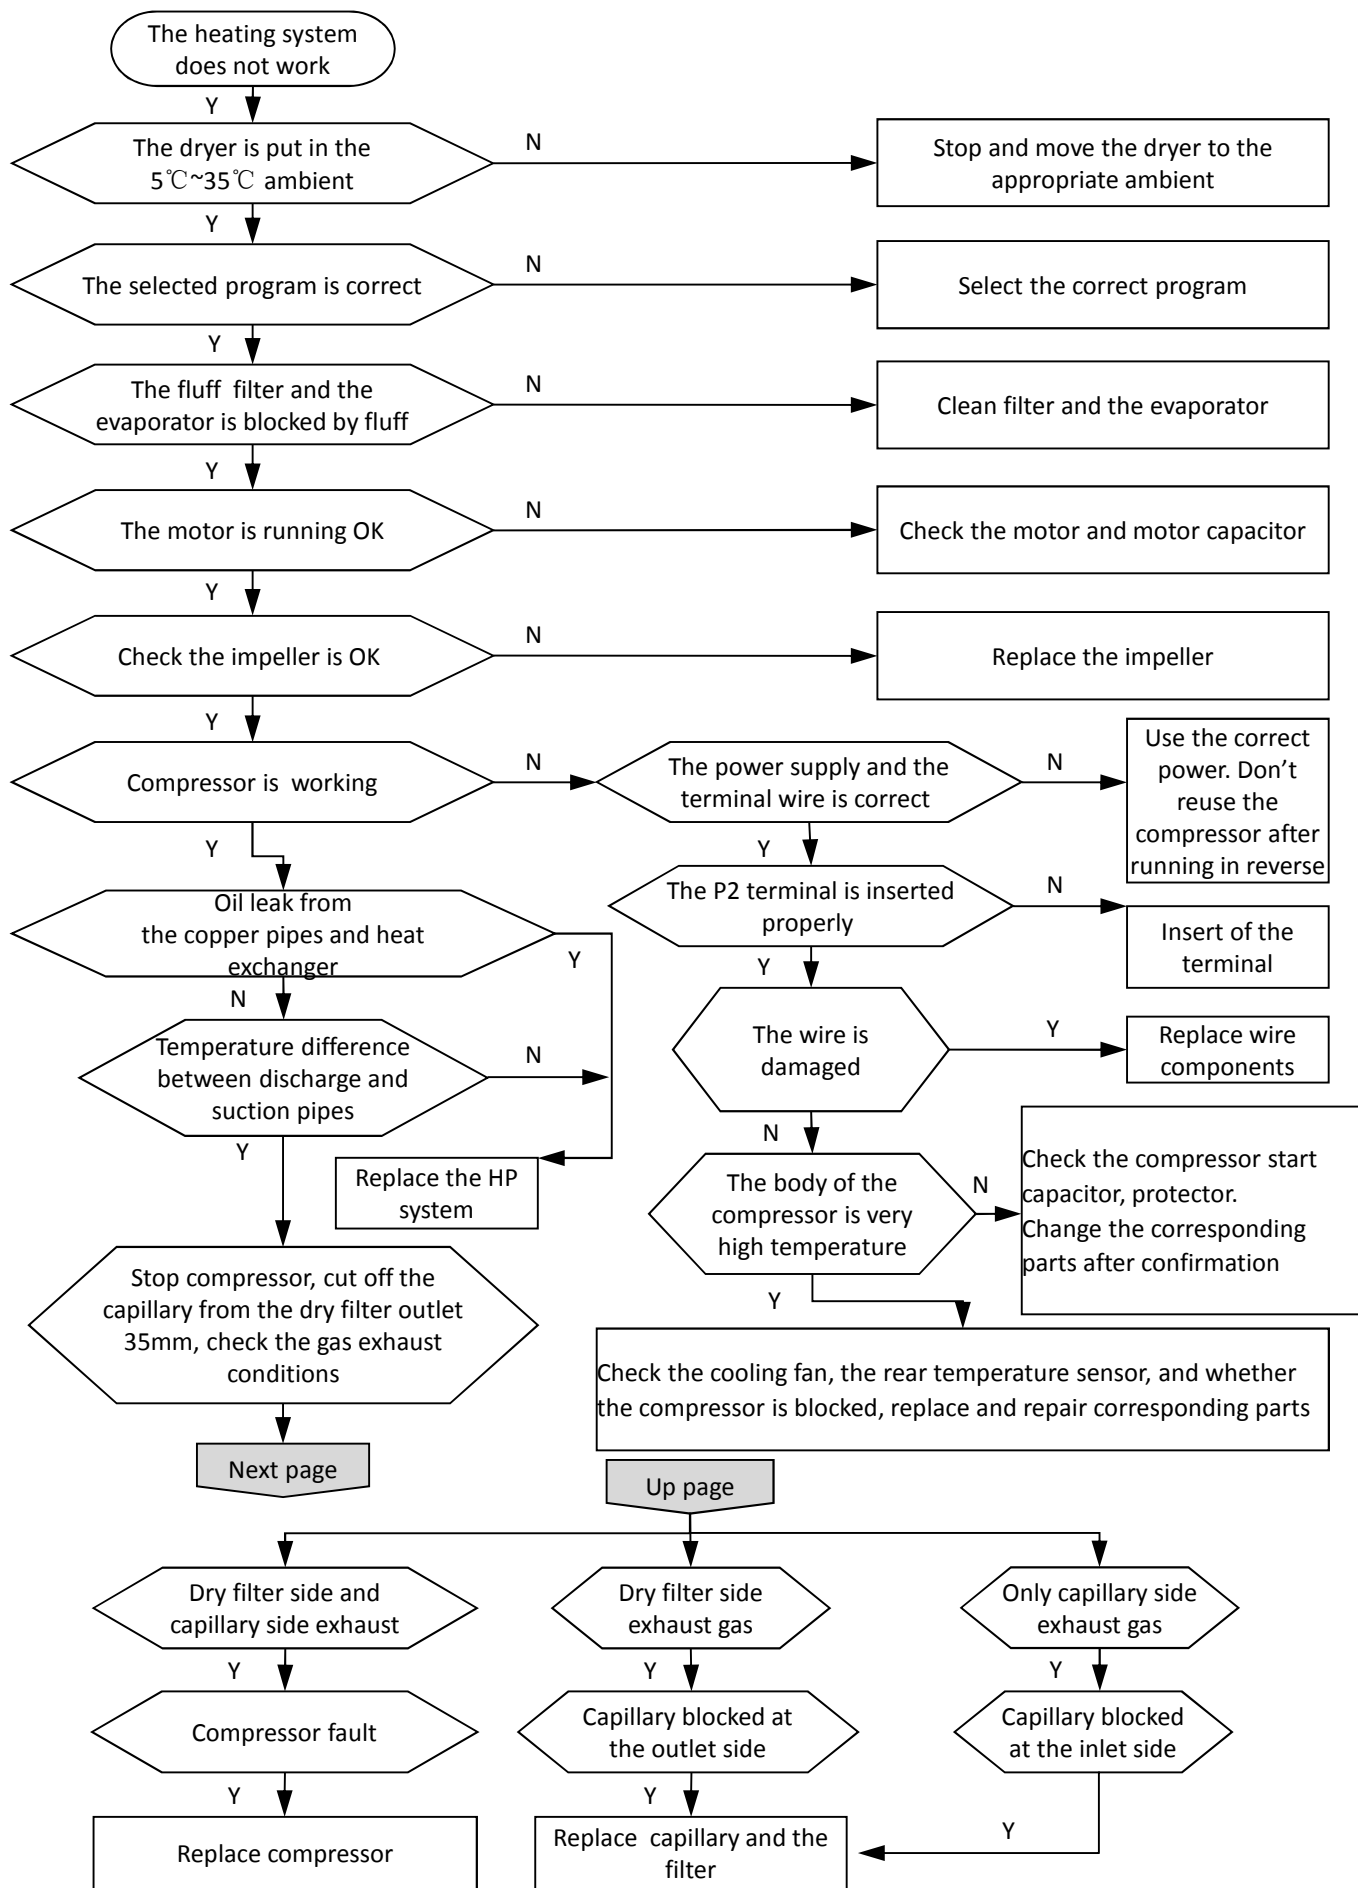 The heating system
does not work
Y
The dryer is put in the
5℃~35℃ ambient
N
Stop and move the dryer to the
appropriate ambient
Y
The selected program is correct
N
Select the correct program
Y
The fluff filter and the
evaporator is blocked by fluff
N
Clean filter and the evaporator
Y
The motor is running OK
N
Check the motor and motor capacitor
Y
Check the impeller is OK
N
Replace the impeller
Y
Compressor is working
N
The power supply and the
terminal wire is correct
N
Use the correct
power. Don’t
reuse the
compressor after
running in reverse
Y
Oil leak from
the copper pipes and heat
exchanger
Y
Y
The P2 terminal is inserted
properly
N
Insert of the
terminal
N
Temperature difference
between discharge and
suction pipes
N
Y
The wire is
damaged
Y
Replace wire
components
Y
Replace the HP
system
N
The body of the
compressor is very
high temperature
N
Check the compressor start
capacitor, protector.
Change the corresponding
parts after confirmation
Stop compressor, cut off the
capillary from the dry filter outlet
35mm, check the gas exhaust
conditions
Y
Check the cooling fan, the rear temperature sensor, and whether
the compressor is blocked, replace and repair corresponding parts
Next page
Up page
Dry filter side and
capillary side exhaust
Dry filter side
exhaust gas
Only capillary side
exhaust gas
Y
Y
Y
Compressor fault
Capillary blocked at
the outlet side
Capillary blocked
at the inlet side
Y
Y
Y
Replace compressor
Replace capillary and the
filter